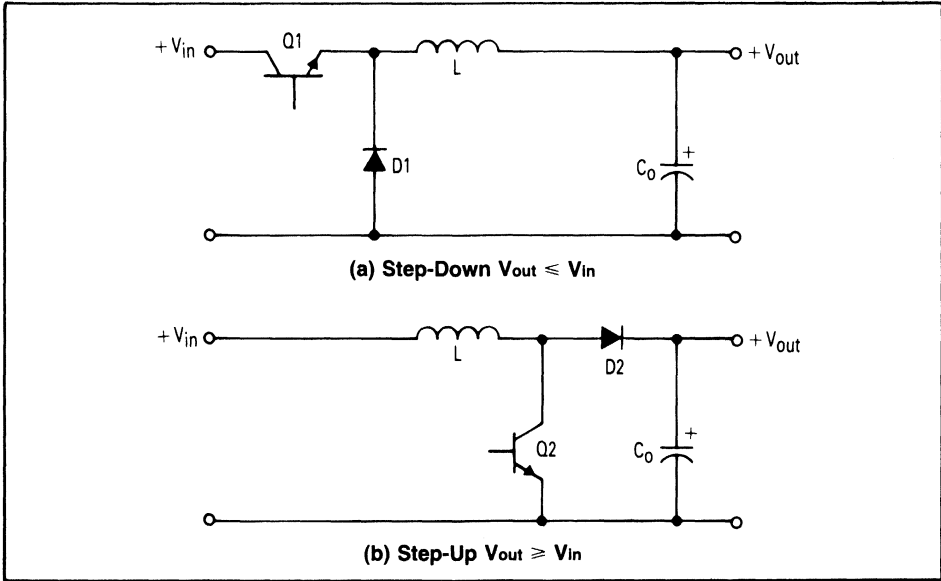 + Vin
Q1
L
+ Vout
D1
Co
+
(a) Step-Down Vout ≤ Vin
+ Vin
L
D2
+ Vout
Q2
Co
+
(b) Step-Up Vout ≥ Vin